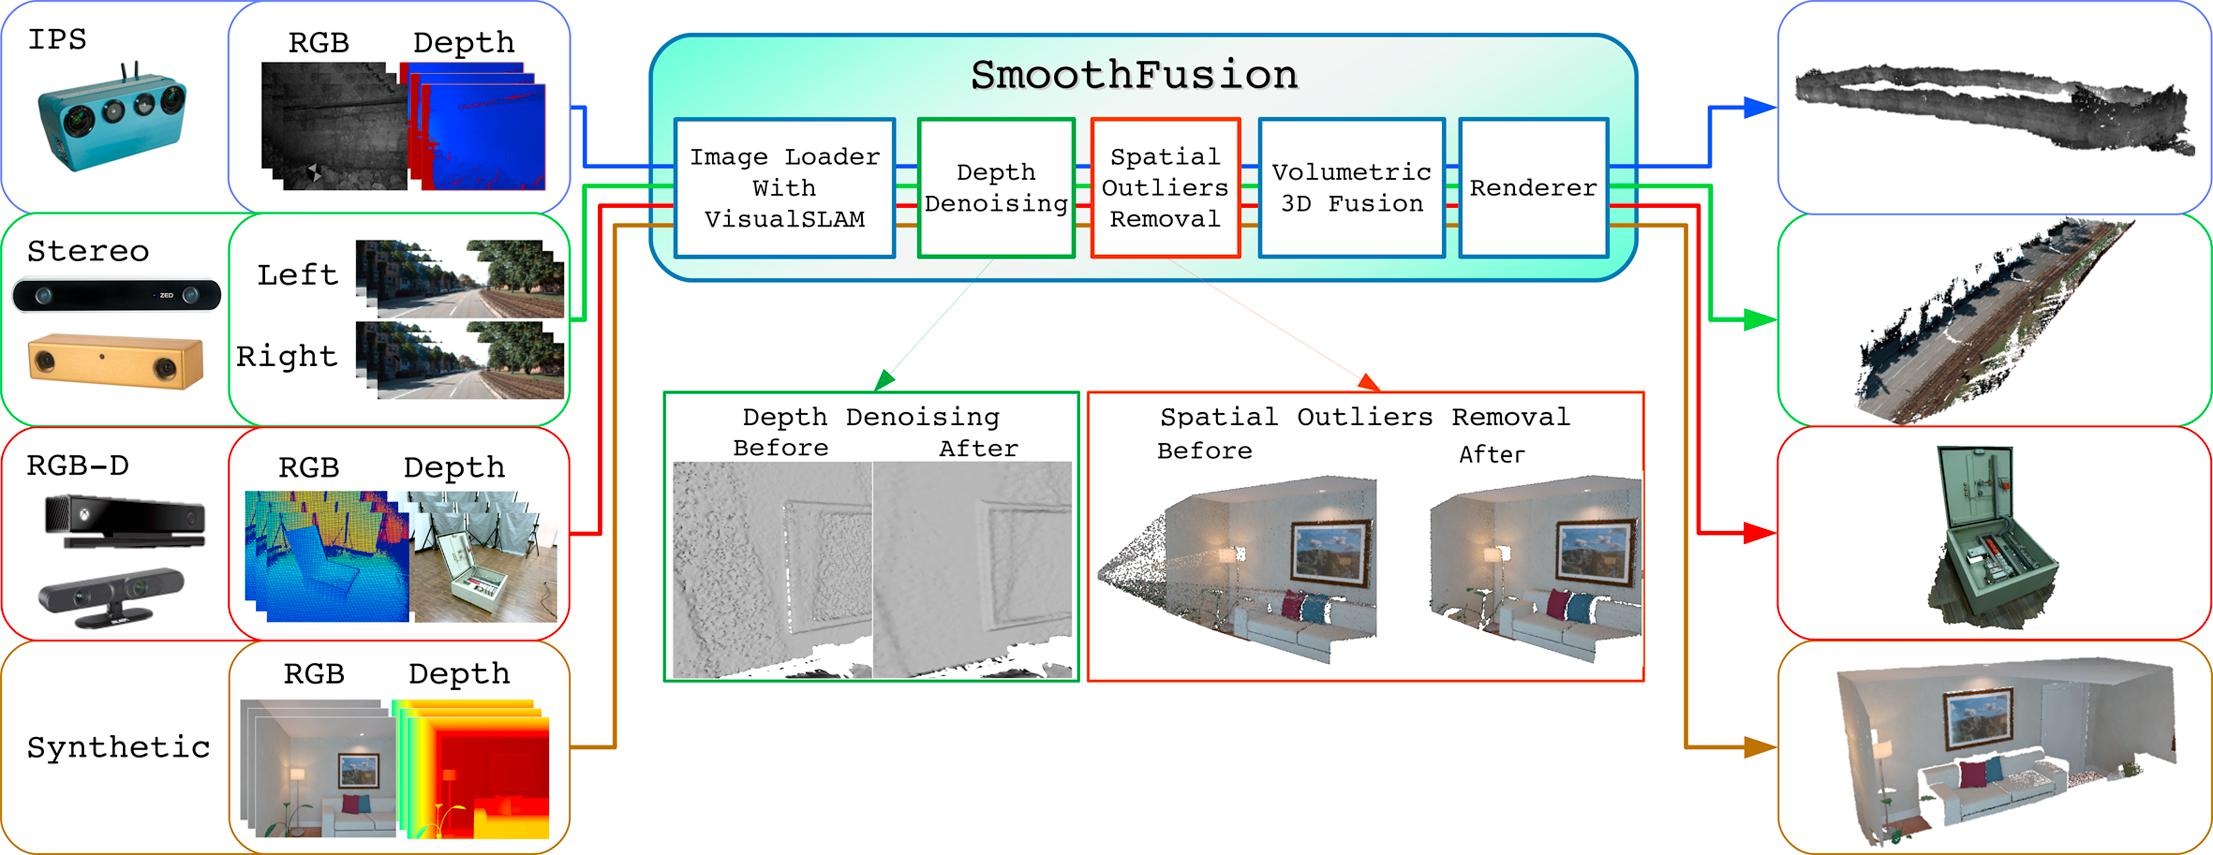 IPS
RGB
Depth
Stereo
ZED
Left
Right
RGB-D
RGB
Depth
Synthetic
RGB
Depth
SmoothFusion
Image Loader
With
VisualSLAM
Depth
Denoising
Spatial
Outliers
Removal
Volumetric
3D Fusion
Renderer
Depth Denoising
Before
After
Spatial Outliers Removal
Before
After